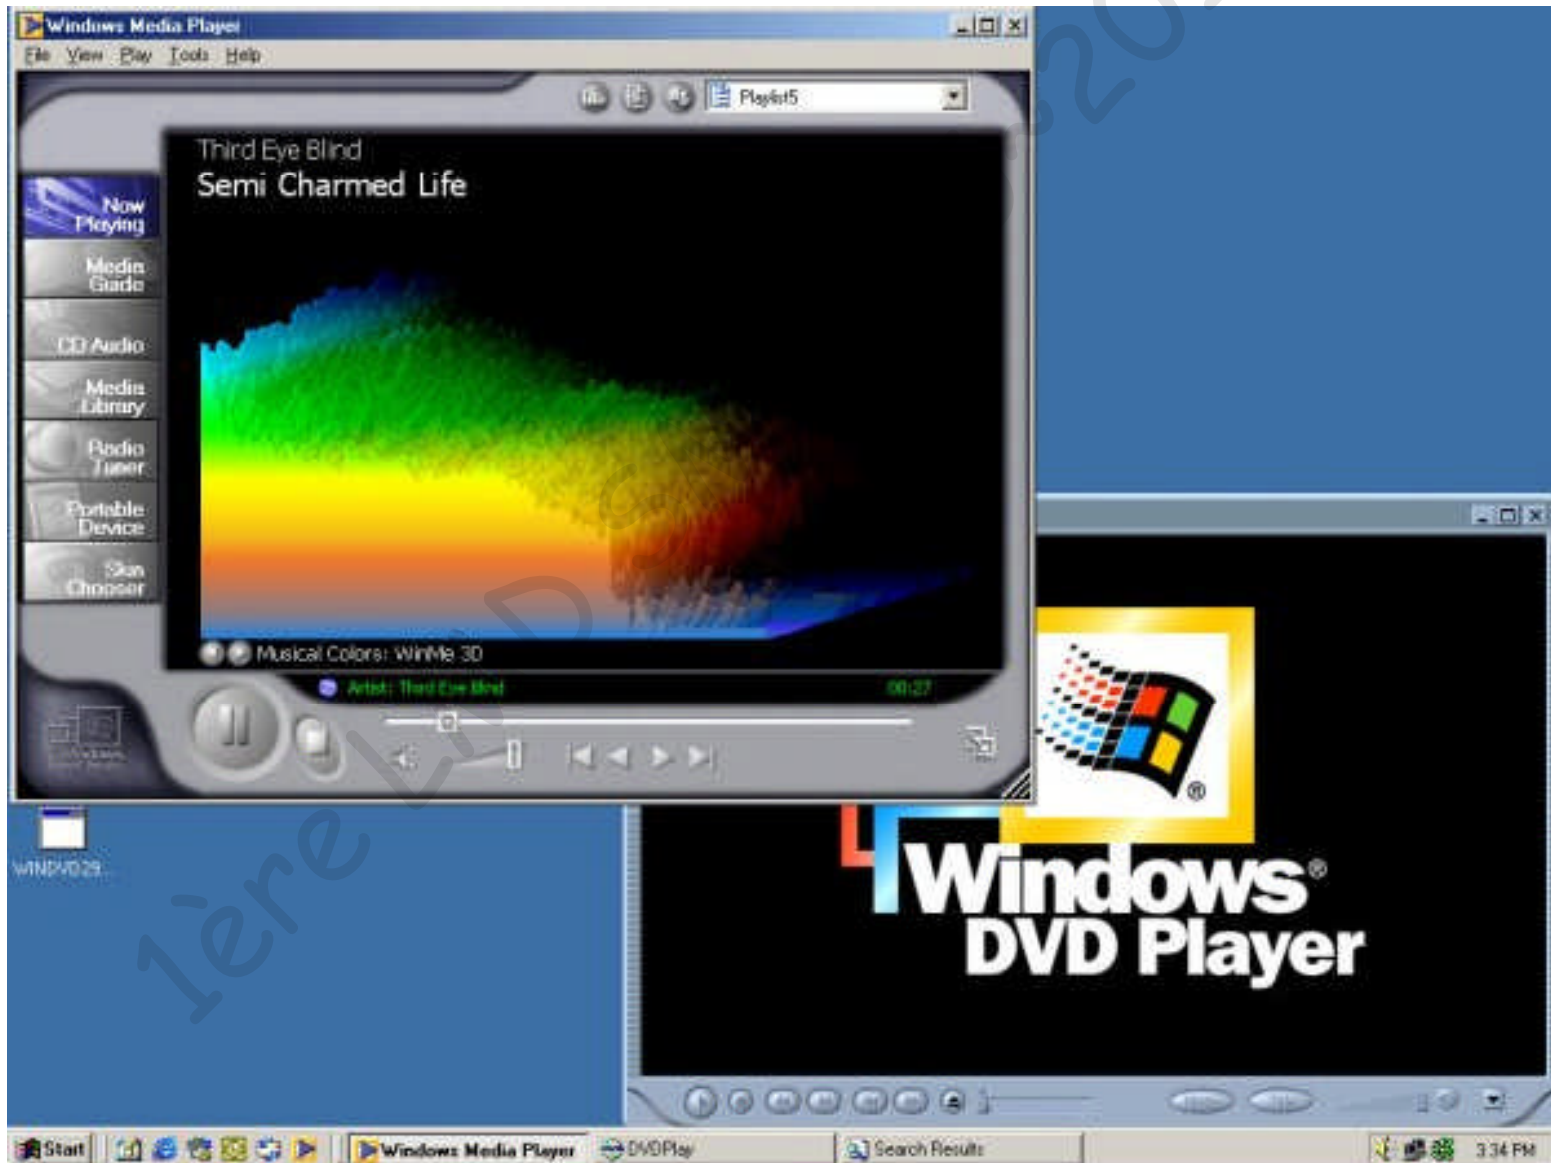 Windows Media Player
File View Play Tools Help
Playlist5
Third Eye Blind
Semi Charmed Life
Now
Playing
Media
Guide
CD Audio
Media
Library
Radio
Tuner
Portable
Device
Skin
Chooser
Musical Colors: WinMe 3D
Artist: Third Eye Blind 00:27
WINDVD29...
Windows®
DVD Player
Start Windows Media Player DVDPlay Search Results 3:34 PM
1ère